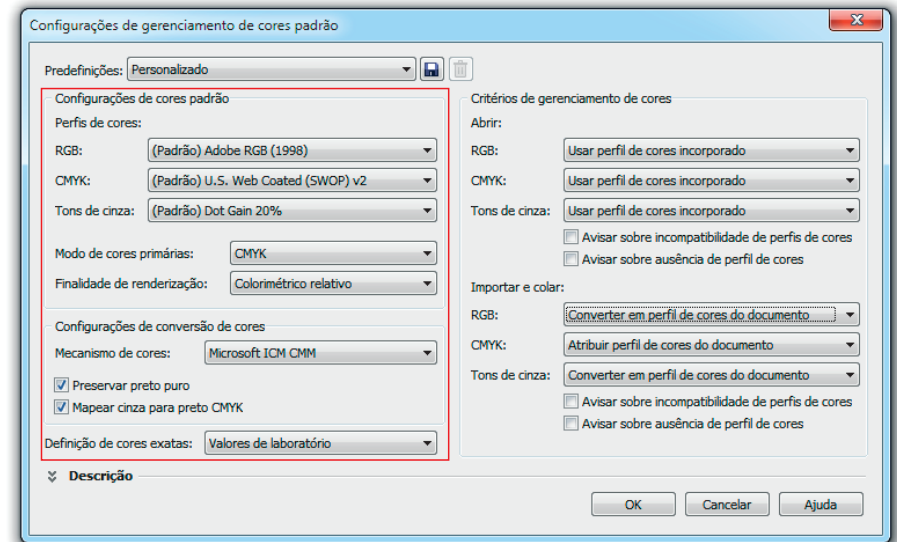 Configurações de gerenciamento de cores padrão
Predefinições: Personalizado
Configurações de cores padrão
Perfis de cores:
RGB: (Padrão) Adobe RGB (1998)
CMYK: (Padrão) U.S. Web Coated (SWOP) v2
Tons de cinza: (Padrão) Dot Gain 20%
Modo de cores primárias: CMYK
Finalidade de renderização: Colorimétrico relativo
Configurações de conversão de cores
Mecanismo de cores: Microsoft ICM CMM
Preservar preto puro
Mapear cinza para preto CMYK
Definição de cores exatas: Valores de laboratório
Critérios de gerenciamento de cores
Abrir:
RGB: Usar perfil de cores incorporado
CMYK: Usar perfil de cores incorporado
Tons de cinza: Usar perfil de cores incorporado
Avisar sobre incompatibilidade de perfis de cores
Avisar sobre ausência de perfil de cores
Importar e colar:
RGB: Converter em perfil de cores do documento
CMYK: Atribuir perfil de cores do documento
Tons de cinza: Converter em perfil de cores do documento
Avisar sobre incompatibilidade de perfis de cores
Avisar sobre ausência de perfil de cores
Descrição
OK Cancelar Ajuda